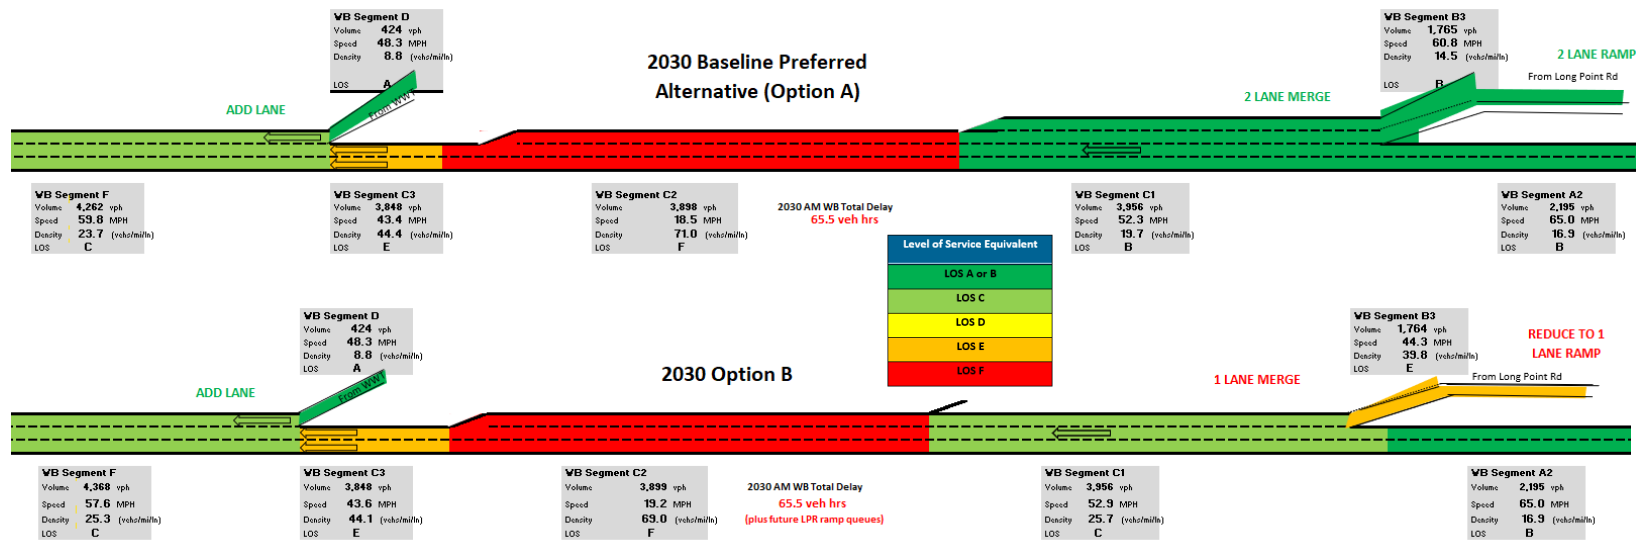 WB Segment D
Volume 424 vph
Speed 48.3 MPH
Density 8.8 (vehs/mi/ln)
LOS A
From WWT
ADD LANE
2030 Baseline Preferred
Alternative (Option A)
WB Segment B3
Volume 1,765 vph
Speed 60.8 MPH
Density 14.5 (vehs/mi/ln)
LOS B
2 LANE RAMP
From Long Point Rd
2 LANE MERGE
WB Segment F
Volume 4,262 vph
Speed 59.8 MPH
Density 23.7 (vehs/mi/ln)
LOS C
WB Segment C3
Volume 3,848 vph
Speed 43.4 MPH
Density 44.4 (vehs/mi/ln)
LOS E
WB Segment C2
Volume 3,898 vph
Speed 18.5 MPH
Density 71.0 (vehs/mi/ln)
LOS F
2030 AM WB Total Delay
65.5 veh hrs
WB Segment C1
Volume 3,956 vph
Speed 52.3 MPH
Density 19.7 (vehs/mi/ln)
LOS B
WB Segment A2
Volume 2,195 vph
Speed 65.0 MPH
Density 16.9 (vehs/mi/ln)
LOS B
Level of Service Equivalent
LOS A or B
LOS C
LOS D
LOS E
LOS F
WB Segment D
Volume 424 vph
Speed 48.3 MPH
Density 8.8 (vehs/mi/ln)
LOS A
From WWT
ADD LANE
2030 Option B
1 LANE MERGE
WB Segment B3
Volume 1,764 vph
Speed 44.3 MPH
Density 39.8 (vehs/mi/ln)
LOS E
REDUCE TO 1
LANE RAMP
From Long Point Rd
WB Segment F
Volume 4,368 vph
Speed 57.6 MPH
Density 25.3 (vehs/mi/ln)
LOS C
WB Segment C3
Volume 3,848 vph
Speed 43.6 MPH
Density 44.1 (vehs/mi/ln)
LOS E
WB Segment C2
Volume 3,899 vph
Speed 19.2 MPH
Density 69.0 (vehs/mi/ln)
LOS F
2030 AM WB Total Delay
65.5 veh hrs
(plus future LPR ramp queues)
WB Segment C1
Volume 3,956 vph
Speed 52.9 MPH
Density 25.7 (vehs/mi/ln)
LOS C
WB Segment A2
Volume 2,195 vph
Speed 65.0 MPH
Density 16.9 (vehs/mi/ln)
LOS B